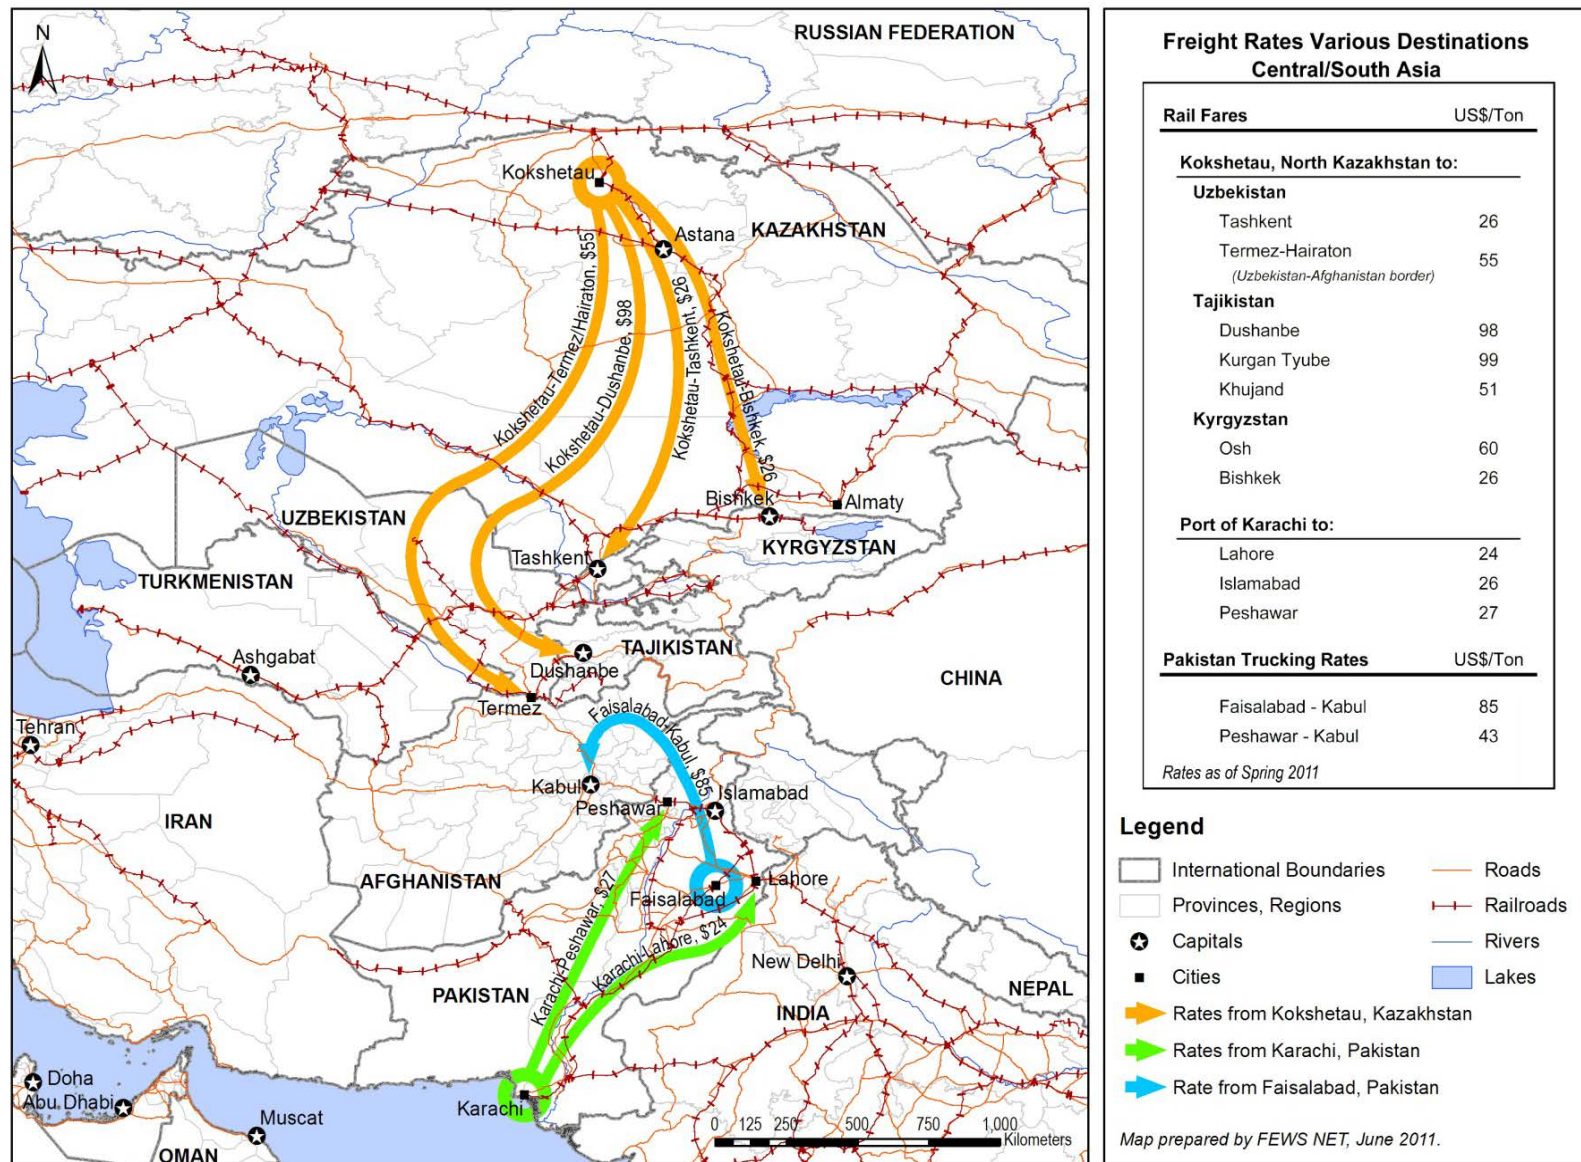 N
RUSSIAN FEDERATION
Kokshetau
KAZAKHSTAN
Astana
Kokshetau-Termez/Hairaton, $55
Kokshetau-Dushanbe, $98
Kokshetau-Tashkent, $26
Kokshetau-Bishkek, $26
Bishkek
Almaty
UZBEKISTAN
KYRGYZSTAN
Tashkent
TURKMENISTAN
TAJIKISTAN
Ashgabat
Dushanbe
CHINA
Termez
Tehran
Faisalabad-Kabul, $85
Kabul
Islamabad
Peshawar
IRAN
AFGHANISTAN
Lahore
Faisalabad
Karachi-Peshawar, $27
Karachi-Lahore, $24
New Delhi
PAKISTAN
NEPAL
INDIA
Doha
Abu Dhabi
Karachi
Muscat
OMAN
0 125 250 500 750 1,000
Kilometers
Freight Rates Various Destinations
Central/South Asia
Rail Fares US$/Ton
Kokshetau, North Kazakhstan to:
Uzbekistan
Tashkent 26
Termez-Hairaton 55
(Uzbekistan-Afghanistan border)
Tajikistan
Dushanbe 98
Kurgan Tyube 99
Khujand 51
Kyrgyzstan
Osh 60
Bishkek 26
Port of Karachi to:
Lahore 24
Islamabad 26
Peshawar 27
Pakistan Trucking Rates US$/Ton
Faisalabad - Kabul 85
Peshawar - Kabul 43
Rates as of Spring 2011
Legend
International Boundaries
Roads
Provinces, Regions
Railroads
Capitals
Rivers
Cities
Lakes
Rates from Kokshetau, Kazakhstan
Rates from Karachi, Pakistan
Rate from Faisalabad, Pakistan
Map prepared by FEWS NET, June 2011.